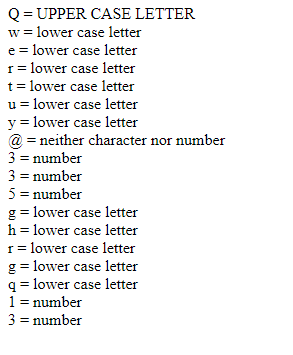 Q = UPPER CASE LETTER
w = lower case letter
e = lower case letter
r = lower case letter
t = lower case letter
u = lower case letter
y = lower case letter
@ = neither character nor number
3 = number
3 = number
5 = number
g = lower case letter
h = lower case letter
r = lower case letter
g = lower case letter
q = lower case letter
1 = number
3 = number